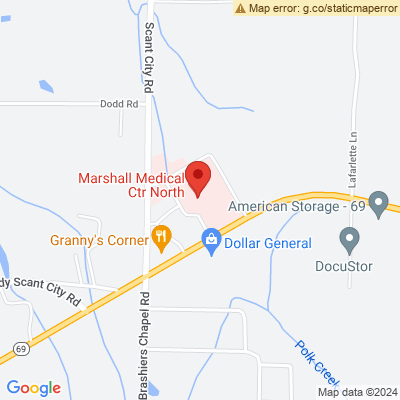 Map error: g.co/staticmaperror
Scant City Rd
Dodd Rd
Lafarlette Ln
Marshall Medical
Ctr North
American Storage - 69
Granny's Corner
Dollar General
DocuStor
dy Scant City Rd
Brashiers Chapel Rd
69
Polk Creek
Google
Map data ©2024